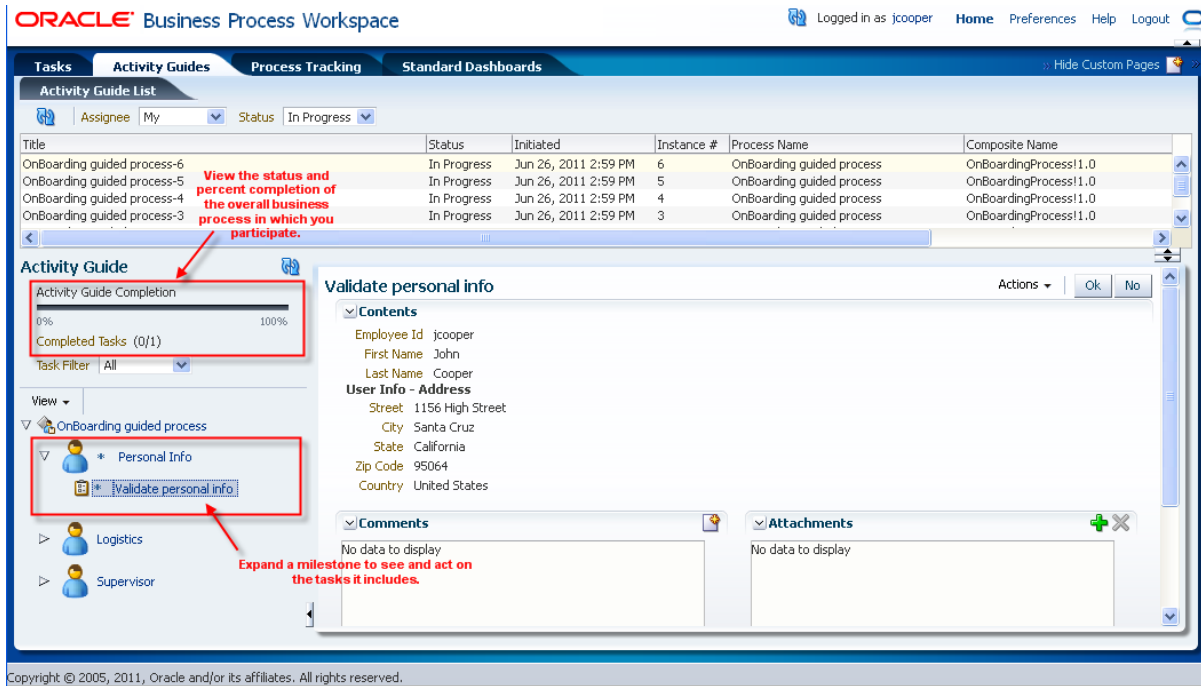 ORACLE Business Process Workspace
Logged in as jcooper Home Preferences Help Logout
Tasks Activity Guides Process Tracking Standard Dashboards
» Hide Custom Pages
Activity Guide List
Assignee My Status In Progress
Title Status Initiated Instance # Process Name Composite Name
OnBoarding guided process-6 In Progress Jun 26, 2011 2:59 PM 6 OnBoarding guided process OnBoardingProcess!1.0
OnBoarding guided process-5 In Progress Jun 26, 2011 2:59 PM 5 OnBoarding guided process OnBoardingProcess!1.0
OnBoarding guided process-4 In Progress Jun 26, 2011 2:59 PM 4 OnBoarding guided process OnBoardingProcess!1.0
OnBoarding guided process-3 In Progress Jun 26, 2011 2:59 PM 3 OnBoarding guided process OnBoardingProcess!1.0
View the status and
percent completion of
the overall business
process in which you
participate.
Activity Guide
Activity Guide Completion
0% 100%
Completed Tasks (0/1)
Task Filter All
View
OnBoarding guided process
* Personal Info
* Validate personal info
Logistics
Supervisor
Expand a milestone to see and act on
the tasks it includes.
Validate personal info
Actions Ok No
Contents
Employee Id jcooper
First Name John
Last Name Cooper
User Info - Address
Street 1156 High Street
City Santa Cruz
State California
Zip Code 95064
Country United States
Comments
No data to display
Attachments
No data to display
Copyright © 2005, 2011, Oracle and/or its affiliates. All rights reserved.